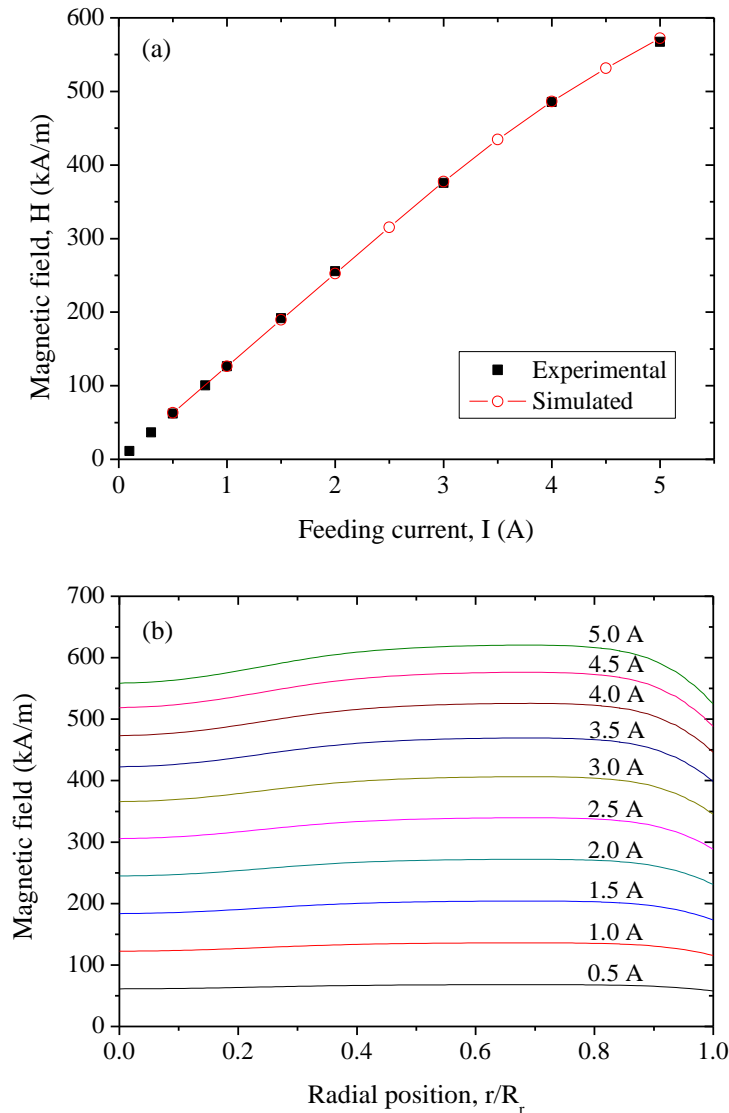 600
(a)
500
400
300
200
100
0
Magnetic field, H (kA/m)
Experimental
Simulated
0 1 2 3 4 5
Feeding current, I (A)
700
(b)
600
500
400
300
200
100
0
Magnetic field (kA/m)
5.0 A
4.5 A
4.0 A
3.5 A
3.0 A
2.5 A
2.0 A
1.5 A
1.0 A
0.5 A
0.0 0.2 0.4 0.6 0.8 1.0
Radial position, r/Rr